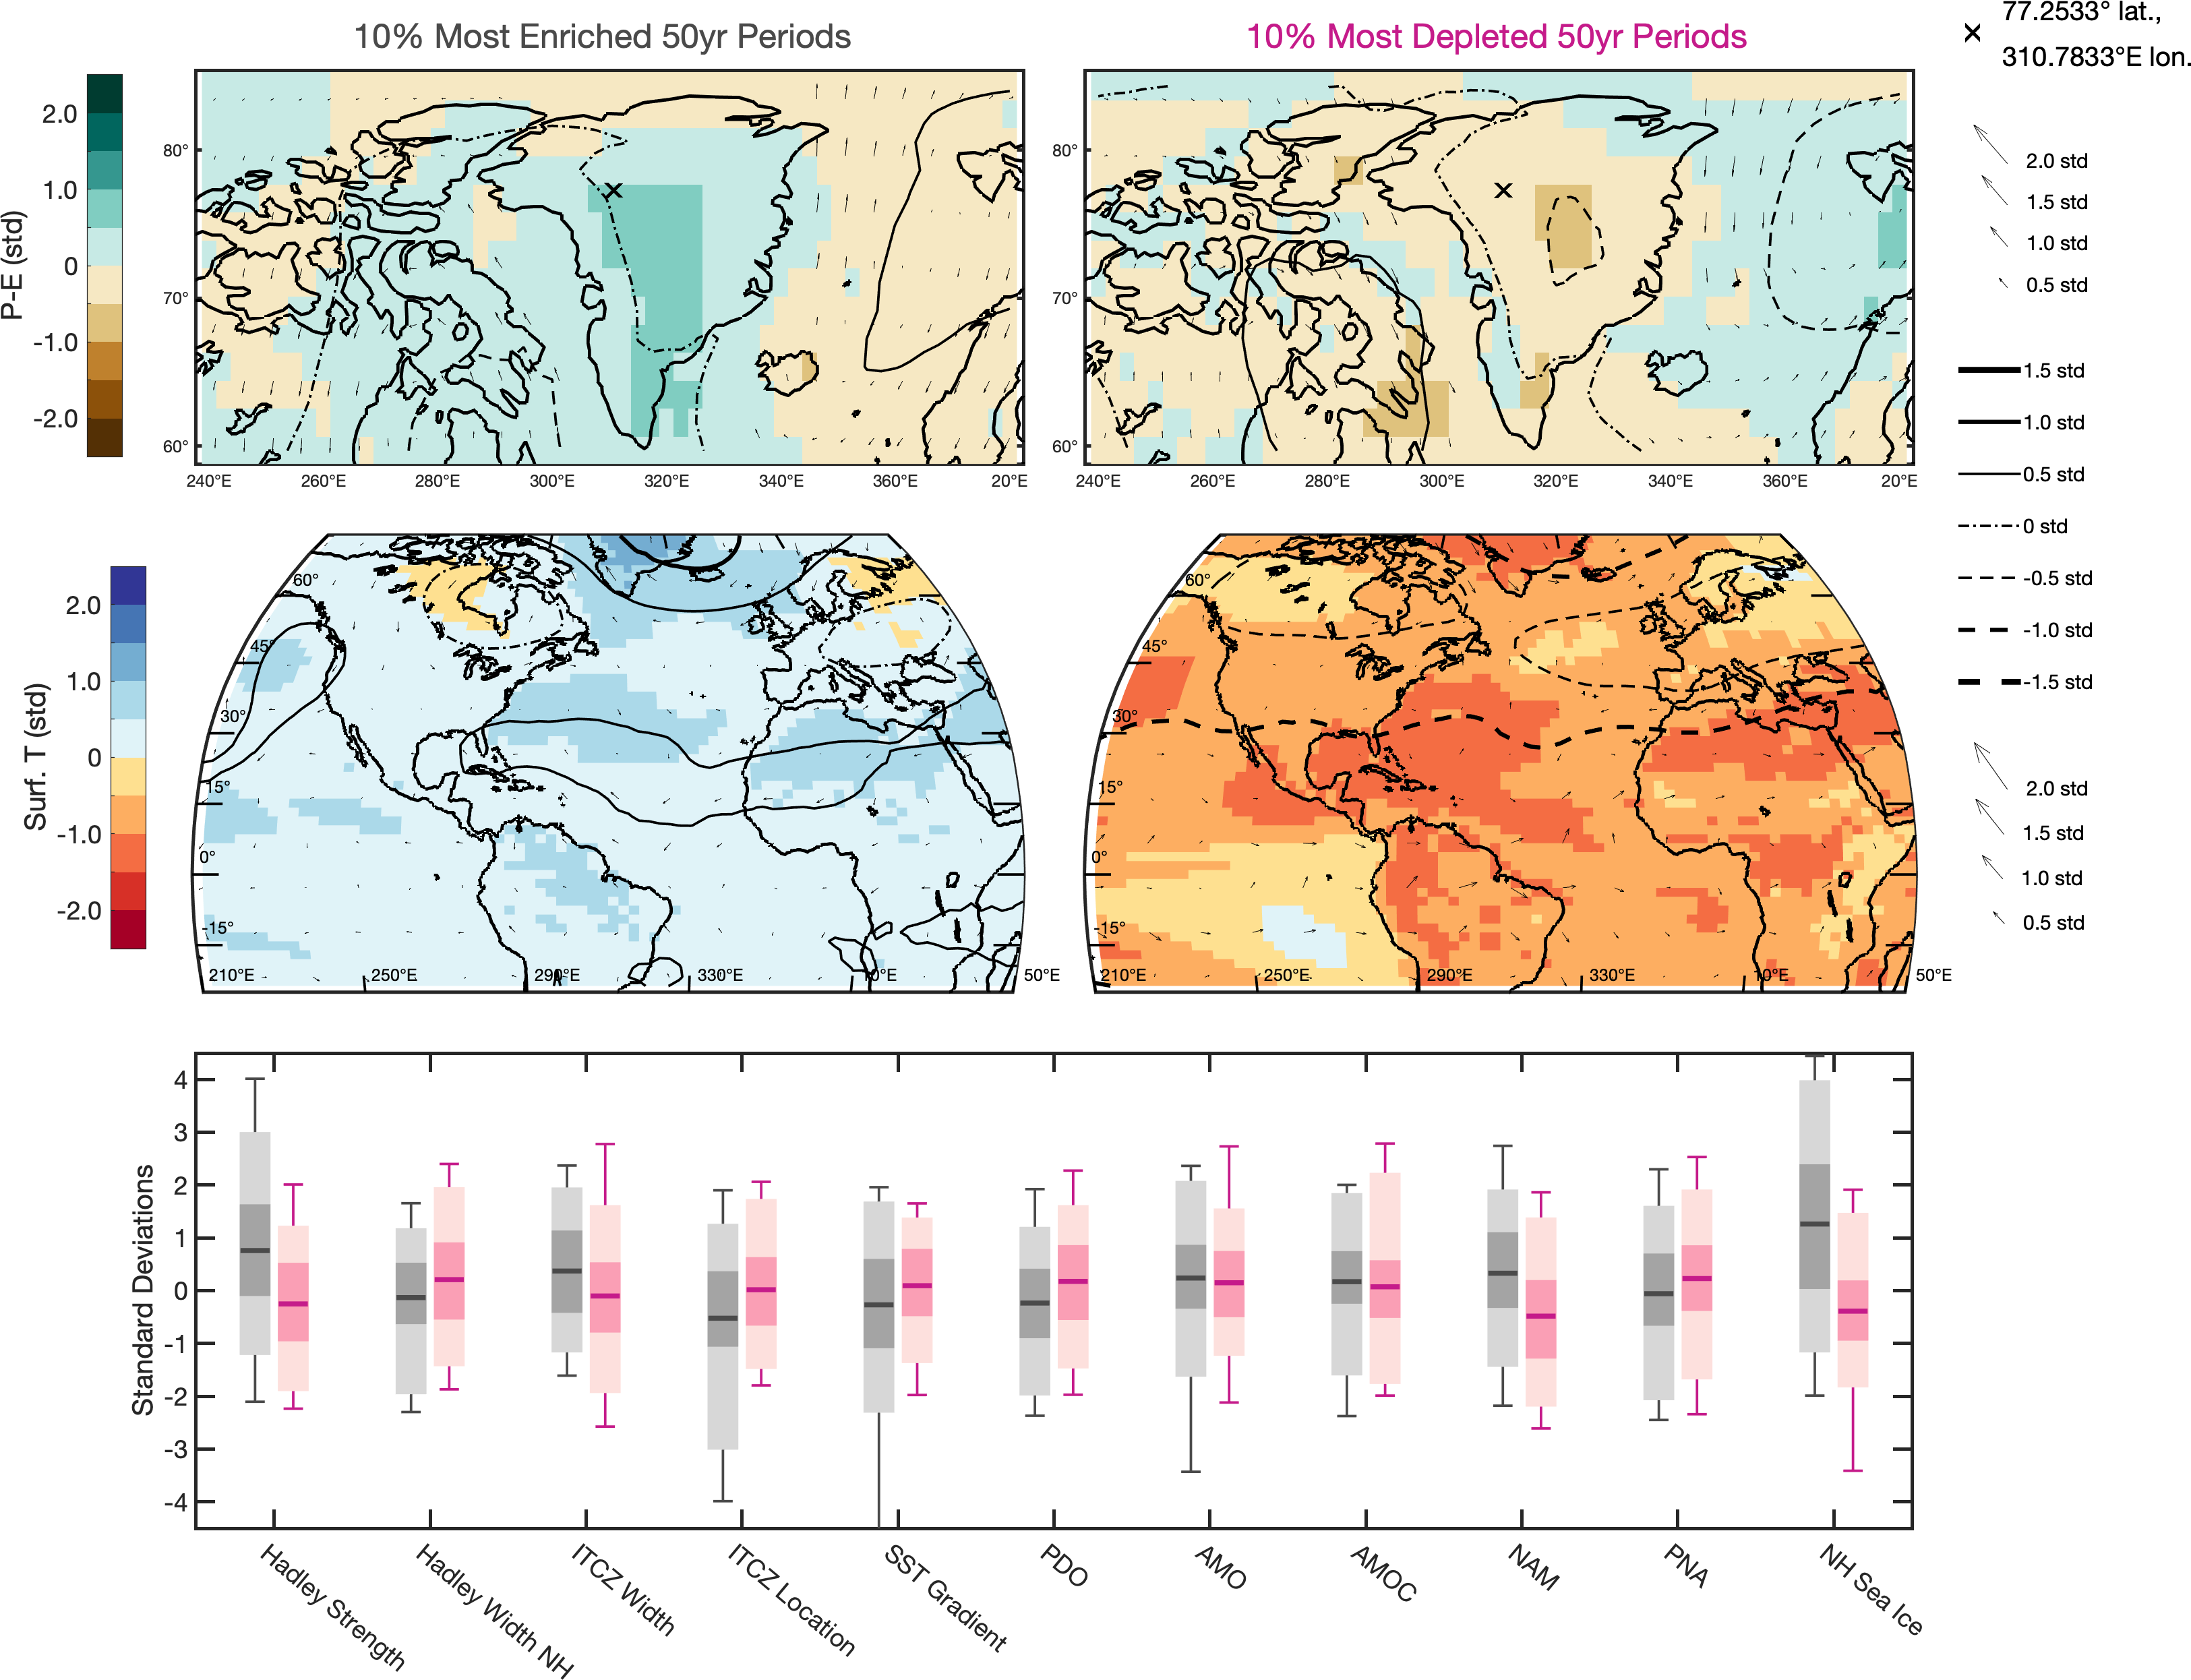 10% Most Enriched 50yr Periods
10% Most Depleted 50yr Periods
77.2533° lat.,
310.7833°E lon.
P-E (std)
2.0
1.0
0
-1.0
-2.0
80°
70°
60°
240°E 260°E 280°E 300°E 320°E 340°E 360°E 20°E
80°
70°
60°
240°E 260°E 280°E 300°E 320°E 340°E 360°E 20°E
2.0 std
1.5 std
1.0 std
0.5 std
1.5 std
1.0 std
0.5 std
0 std
-0.5 std
-1.0 std
-1.5 std
2.0 std
1.5 std
1.0 std
0.5 std
Surf. T (std)
2.0
1.0
0
-1.0
-2.0
60°
45°
30°
15°
0°
-15°
210°E 250°E 290°E 330°E 10°E 50°E
60°
45°
30°
15°
0°
-15°
210°E 250°E 290°E 330°E 10°E 50°E
Standard Deviations
4
3
2
1
0
-1
-2
-3
-4
Hadley Strength
Hadley Width NH
ITCZ Width
ITCZ Location
SST Gradient
PDO
AMO
AMOC
NAM
PNA
NH Sea Ice